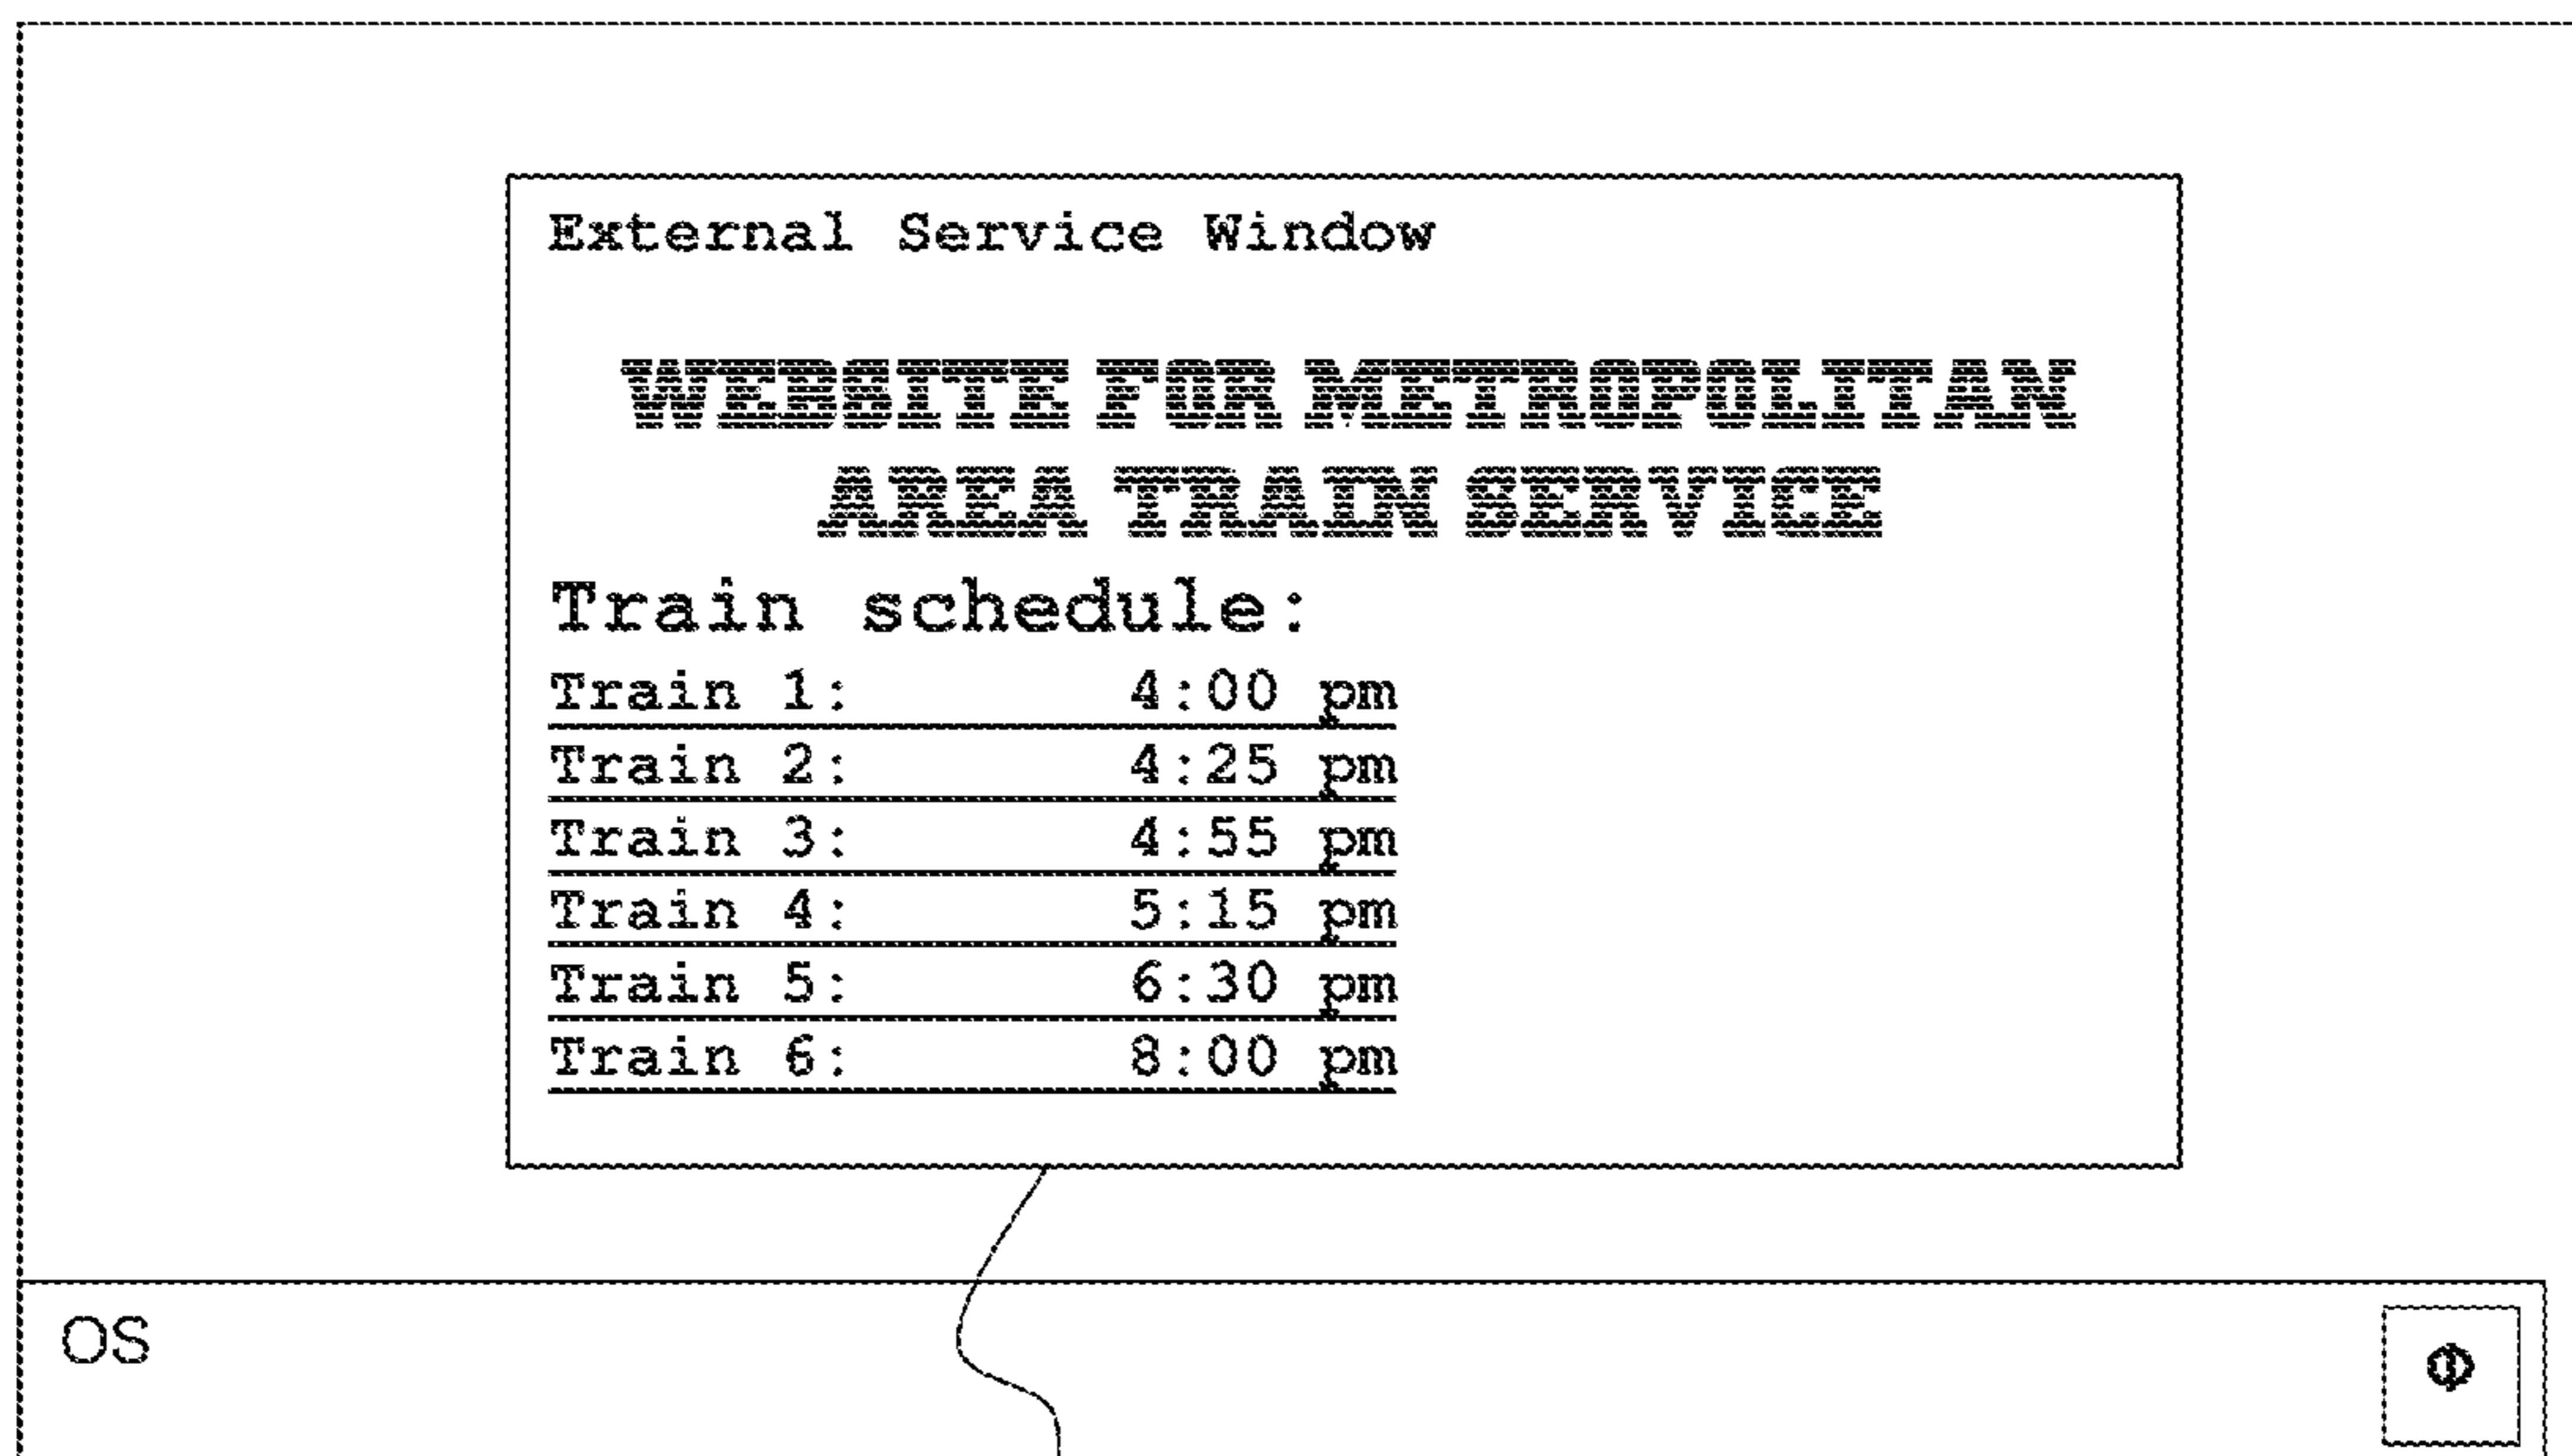 External Service Window
WEBSITE FOR METROPOLITAN
AREA TRAIN SERVICE
Train schedule:
Train 1: 4:00 pm
Train 2: 4:25 pm
Train 3: 4:55 pm
Train 4: 5:15 pm
Train 5: 6:30 pm
Train 6: 8:00 pm
OS
Φ